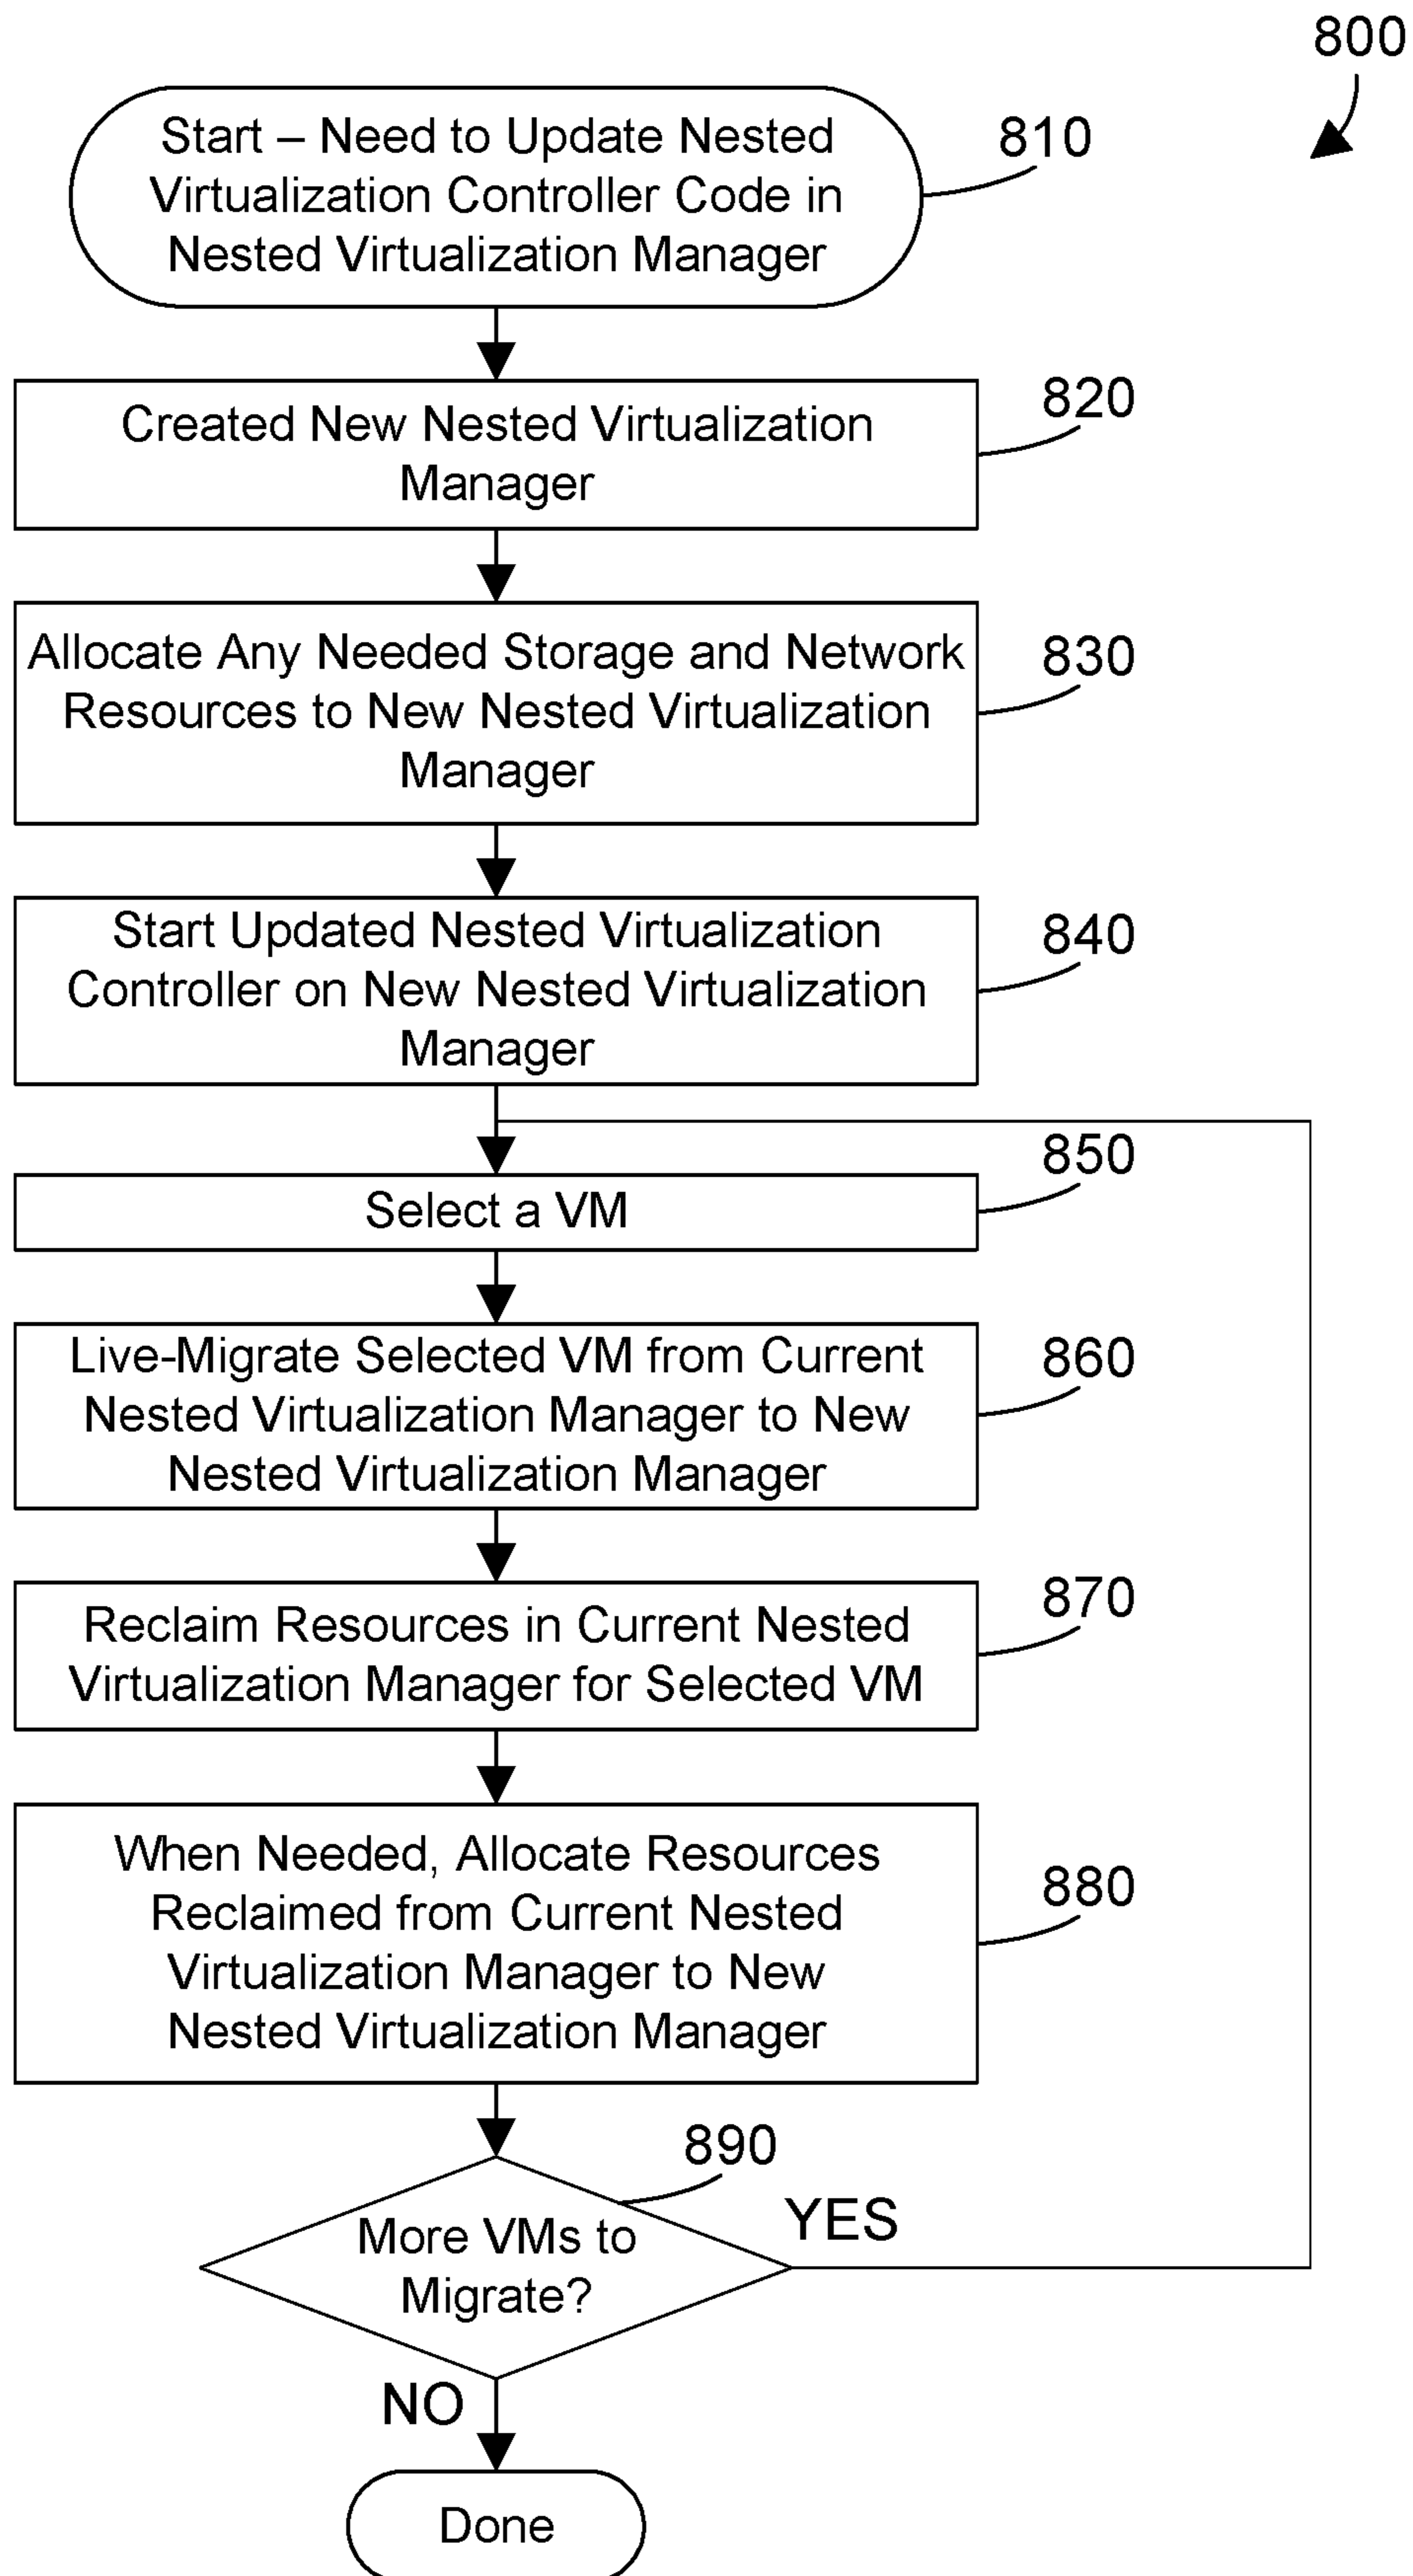 800
Start – Need to Update Nested
Virtualization Controller Code in
Nested Virtualization Manager
810
Created New Nested Virtualization
Manager
820
Allocate Any Needed Storage and Network
Resources to New Nested Virtualization
Manager
830
Start Updated Nested Virtualization
Controller on New Nested Virtualization
Manager
840
Select a VM
850
Live-Migrate Selected VM from Current
Nested Virtualization Manager to New
Nested Virtualization Manager
860
Reclaim Resources in Current Nested
Virtualization Manager for Selected VM
870
When Needed, Allocate Resources
Reclaimed from Current Nested
Virtualization Manager to New
Nested Virtualization Manager
880
890
More VMs to
Migrate?
YES
NO
Done